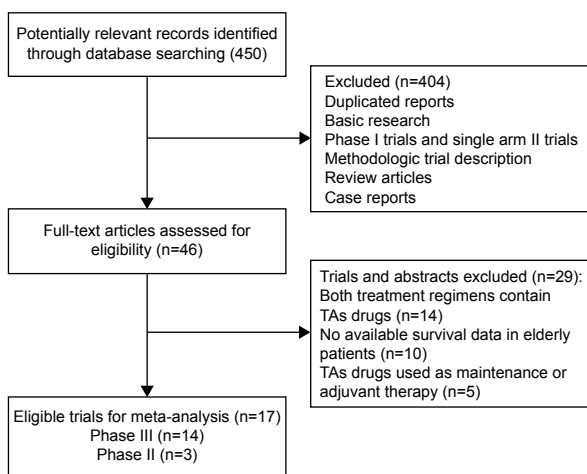 Potentially relevant records identified
through database searching (450)
Excluded (n=404)
Duplicated reports
Basic research
Phase I trials and single arm II trials
Methodologic trial description
Review articles
Case reports
Full-text articles assessed for
eligibility (n=46)
Trials and abstracts excluded (n=29):
Both treatment regimens contain
TAs drugs (n=14)
No available survival data in elderly
patients (n=10)
TAs drugs used as maintenance or
adjuvant therapy (n=5)
Eligible trials for meta-analysis (n=17)
Phase III (n=14)
Phase II (n=3)